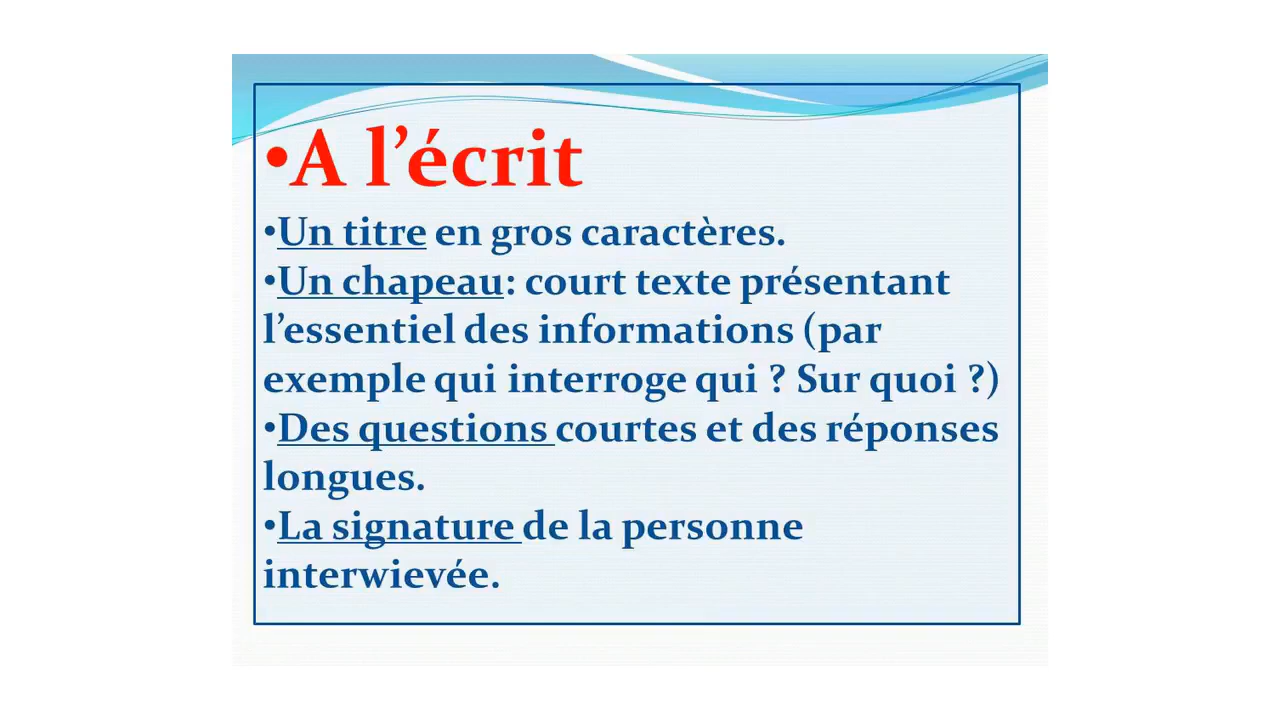 •A l’écrit
•Un titre en gros caractères.
•Un chapeau: court texte présentant
l’essentiel des informations (par
exemple qui interroge qui ? Sur quoi ?)
•Des questions courtes et des réponses
longues.
•La signature de la personne
interwievée.